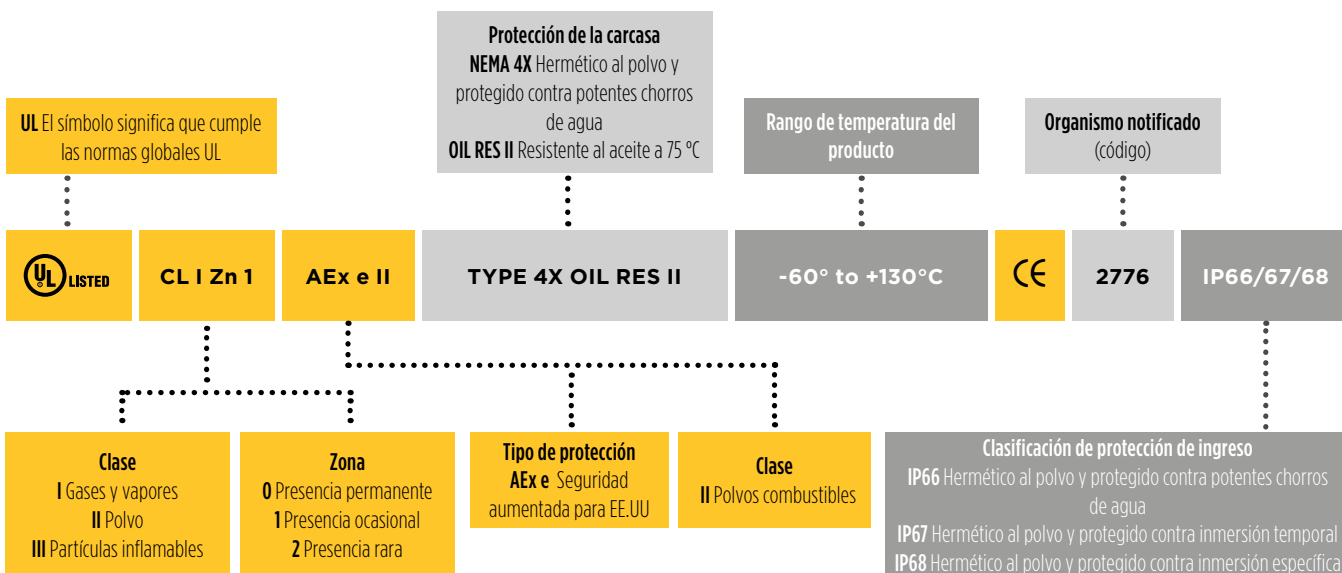 Protección de la carcasa
NEMA 4X Hermético al polvo y
protegido contra potentes chorros
de agua
OIL RES II Resistente al aceite a 75 ºC
UL El símbolo significa que cumple
las normas globales UL
Rango de temperatura del
producto
Organismo notificado
(código)
UL LISTED
CL I Zn 1
AEx e II
TYPE 4X OIL RES II
-60° to +130°C
CE
2776
IP66/67/68
Clase
I Gases y vapores
II Polvo
III Partículas inflamables
Zona
0 Presencia permanente
1 Presencia ocasional
2 Presencia rara
Tipo de protección
AEx e Seguridad
aumentada para EE.UU
Clase
II Polvos combustibles
Clasificación de protección de ingreso
IP66 Hermético al polvo y protegido contra potentes chorros
de agua
IP67 Hermético al polvo y protegido contra inmersión temporal
IP68 Hermético al polvo y protegido contra inmersión específica